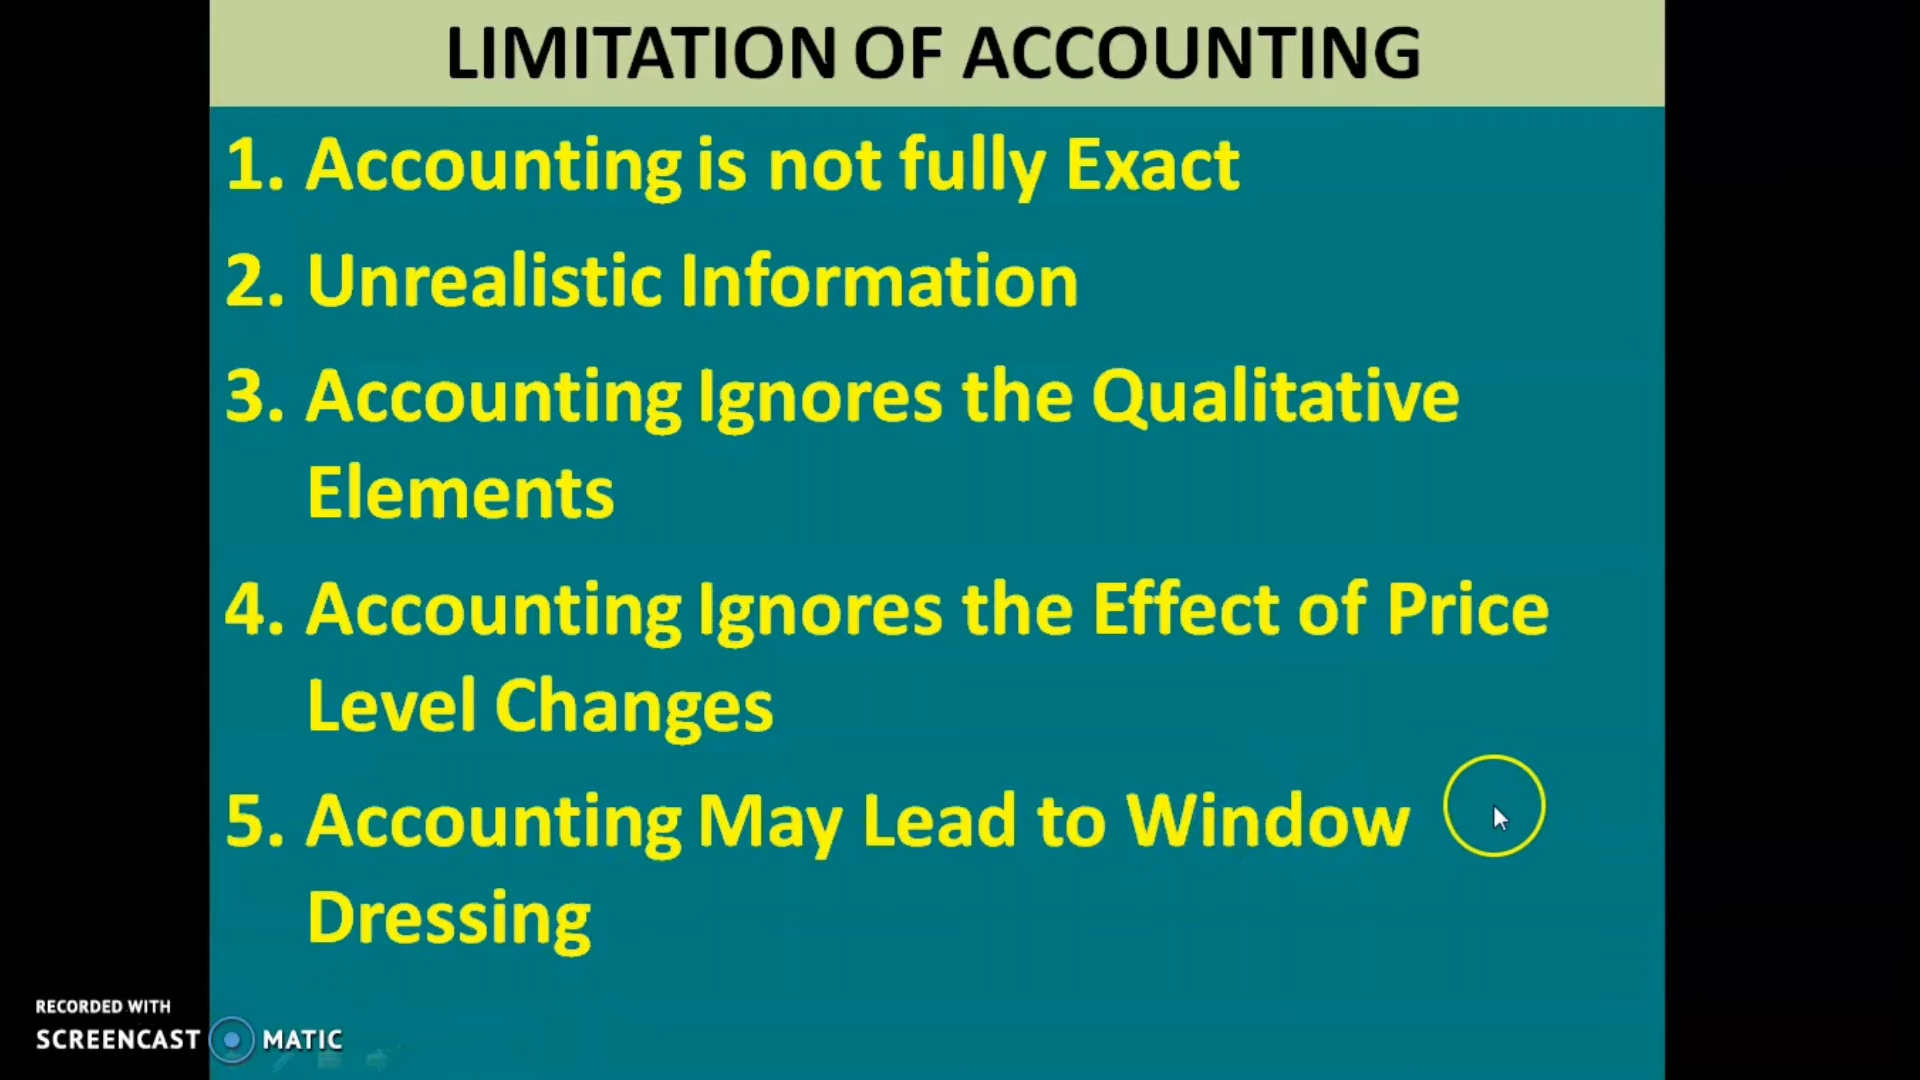 LIMITATION OF ACCOUNTING
1. Accounting is not fully Exact
2. Unrealistic Information
3. Accounting Ignores the Qualitative
Elements
4. Accounting Ignores the Effect of Price
Level Changes
5. Accounting May Lead to Window
Dressing
RECORDED WITH
SCREENCAST MATIC